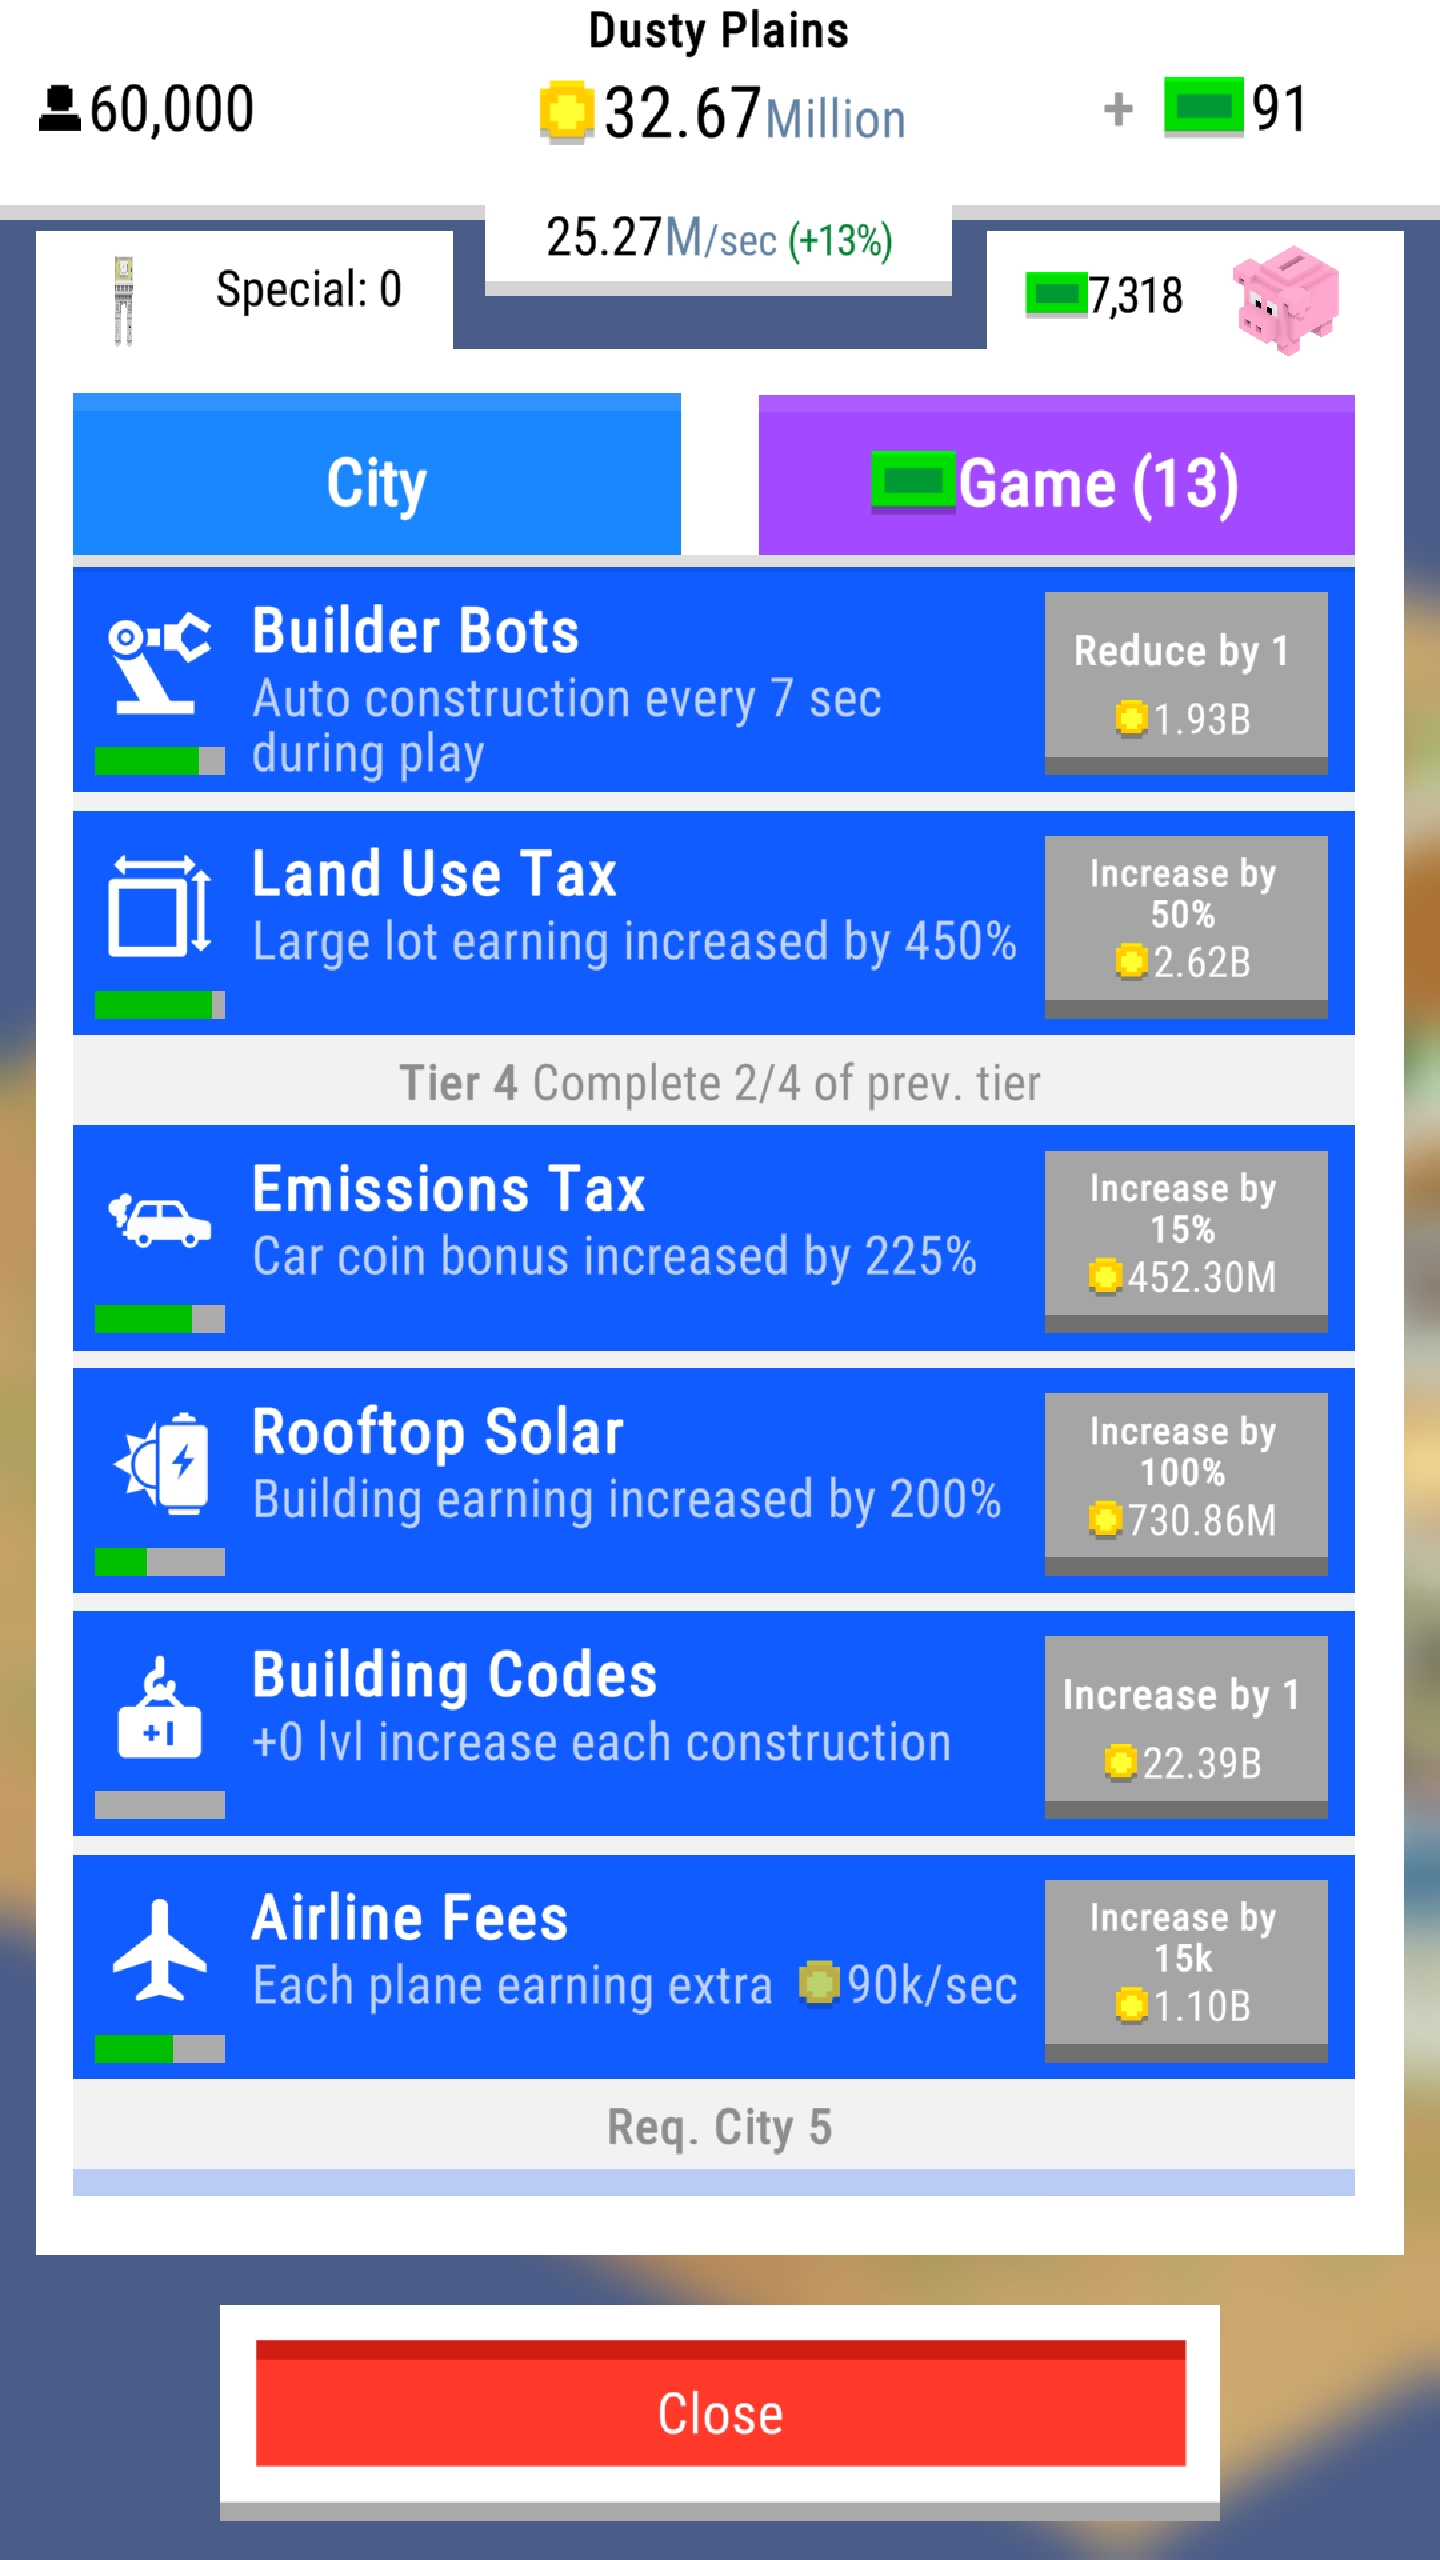 Dusty Plains
60,000
32.67Million
+ 91
25.27M/sec (+13%)
Special: 0
7,318
City
Game (13)
Builder Bots
Auto construction every 7 sec
during play
Reduce by 1
1.93B
Land Use Tax
Large lot earning increased by 450%
Increase by
50%
2.62B
Tier 4 Complete 2/4 of prev. tier
Emissions Tax
Car coin bonus increased by 225%
Increase by
15%
452.30M
Rooftop Solar
Building earning increased by 200%
Increase by
100%
730.86M
+1
Building Codes
+0 lvl increase each construction
Increase by 1
22.39B
Airline Fees
Each plane earning extra 90k/sec
Increase by
15k
1.10B
Req. City 5
Close